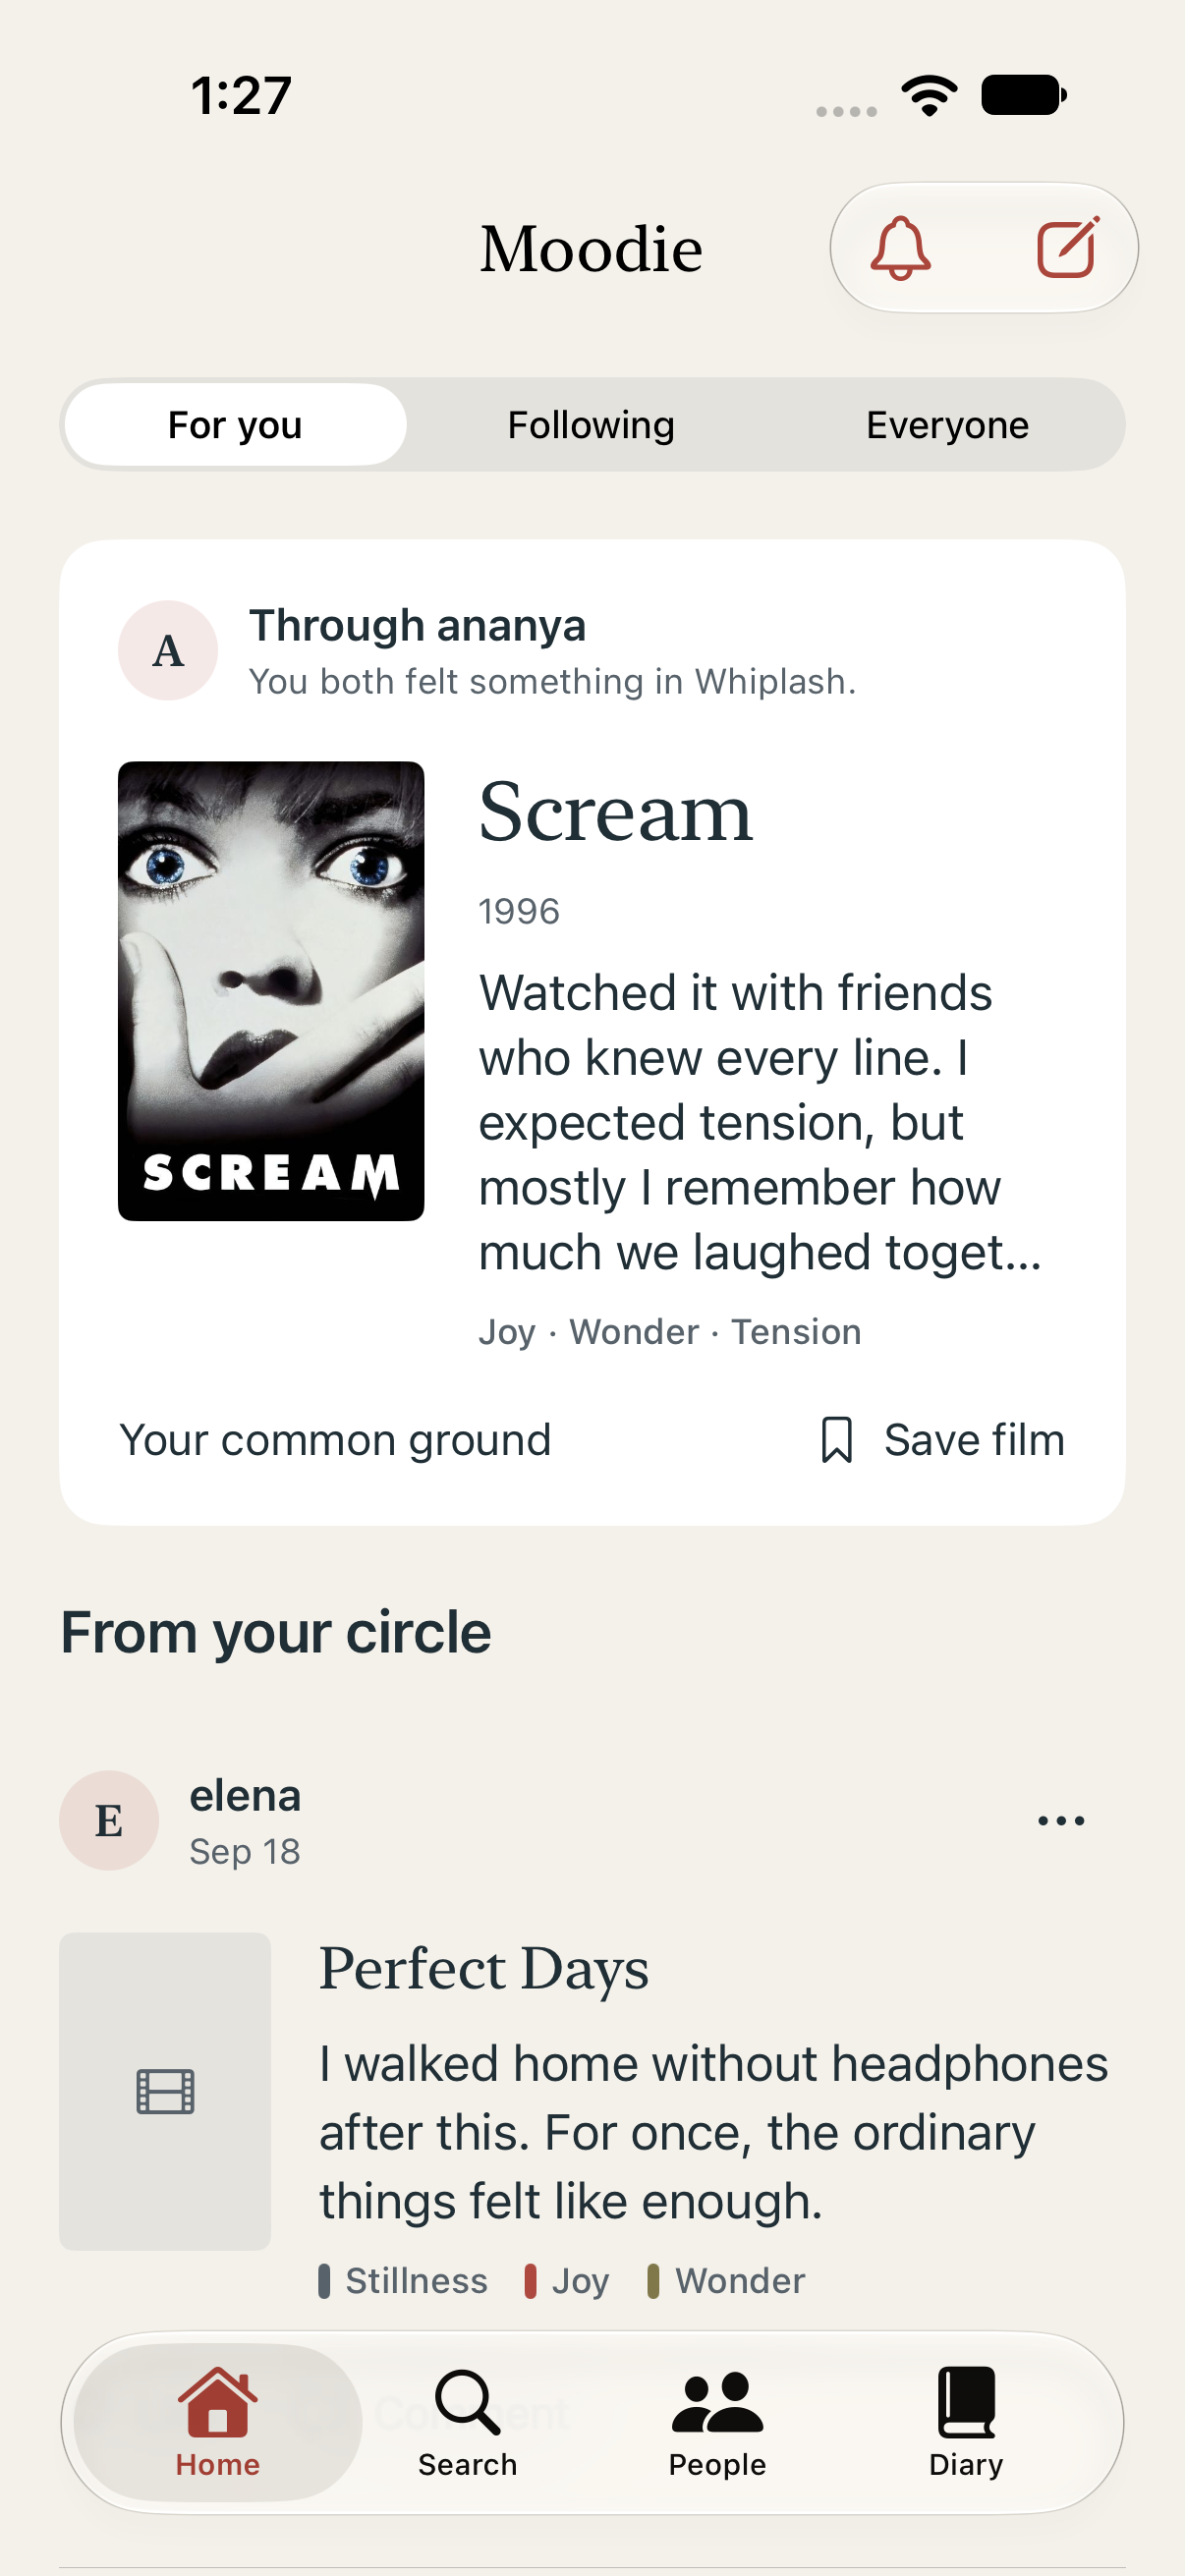 1:27
Moodie
For you
Following
Everyone
A
Through ananya
You both felt something in Whiplash.
SCREAM
Scream
1996
Watched it with friends
who knew every line. I
expected tension, but
mostly I remember how
much we laughed toget...
Joy · Wonder · Tension
Your common ground
Save film
From your circle
E
elena
Sep 18
Perfect Days
I walked home without headphones
after this. For once, the ordinary
things felt like enough.
Stillness
Joy
Wonder
Comment
Home
Search
People
Diary